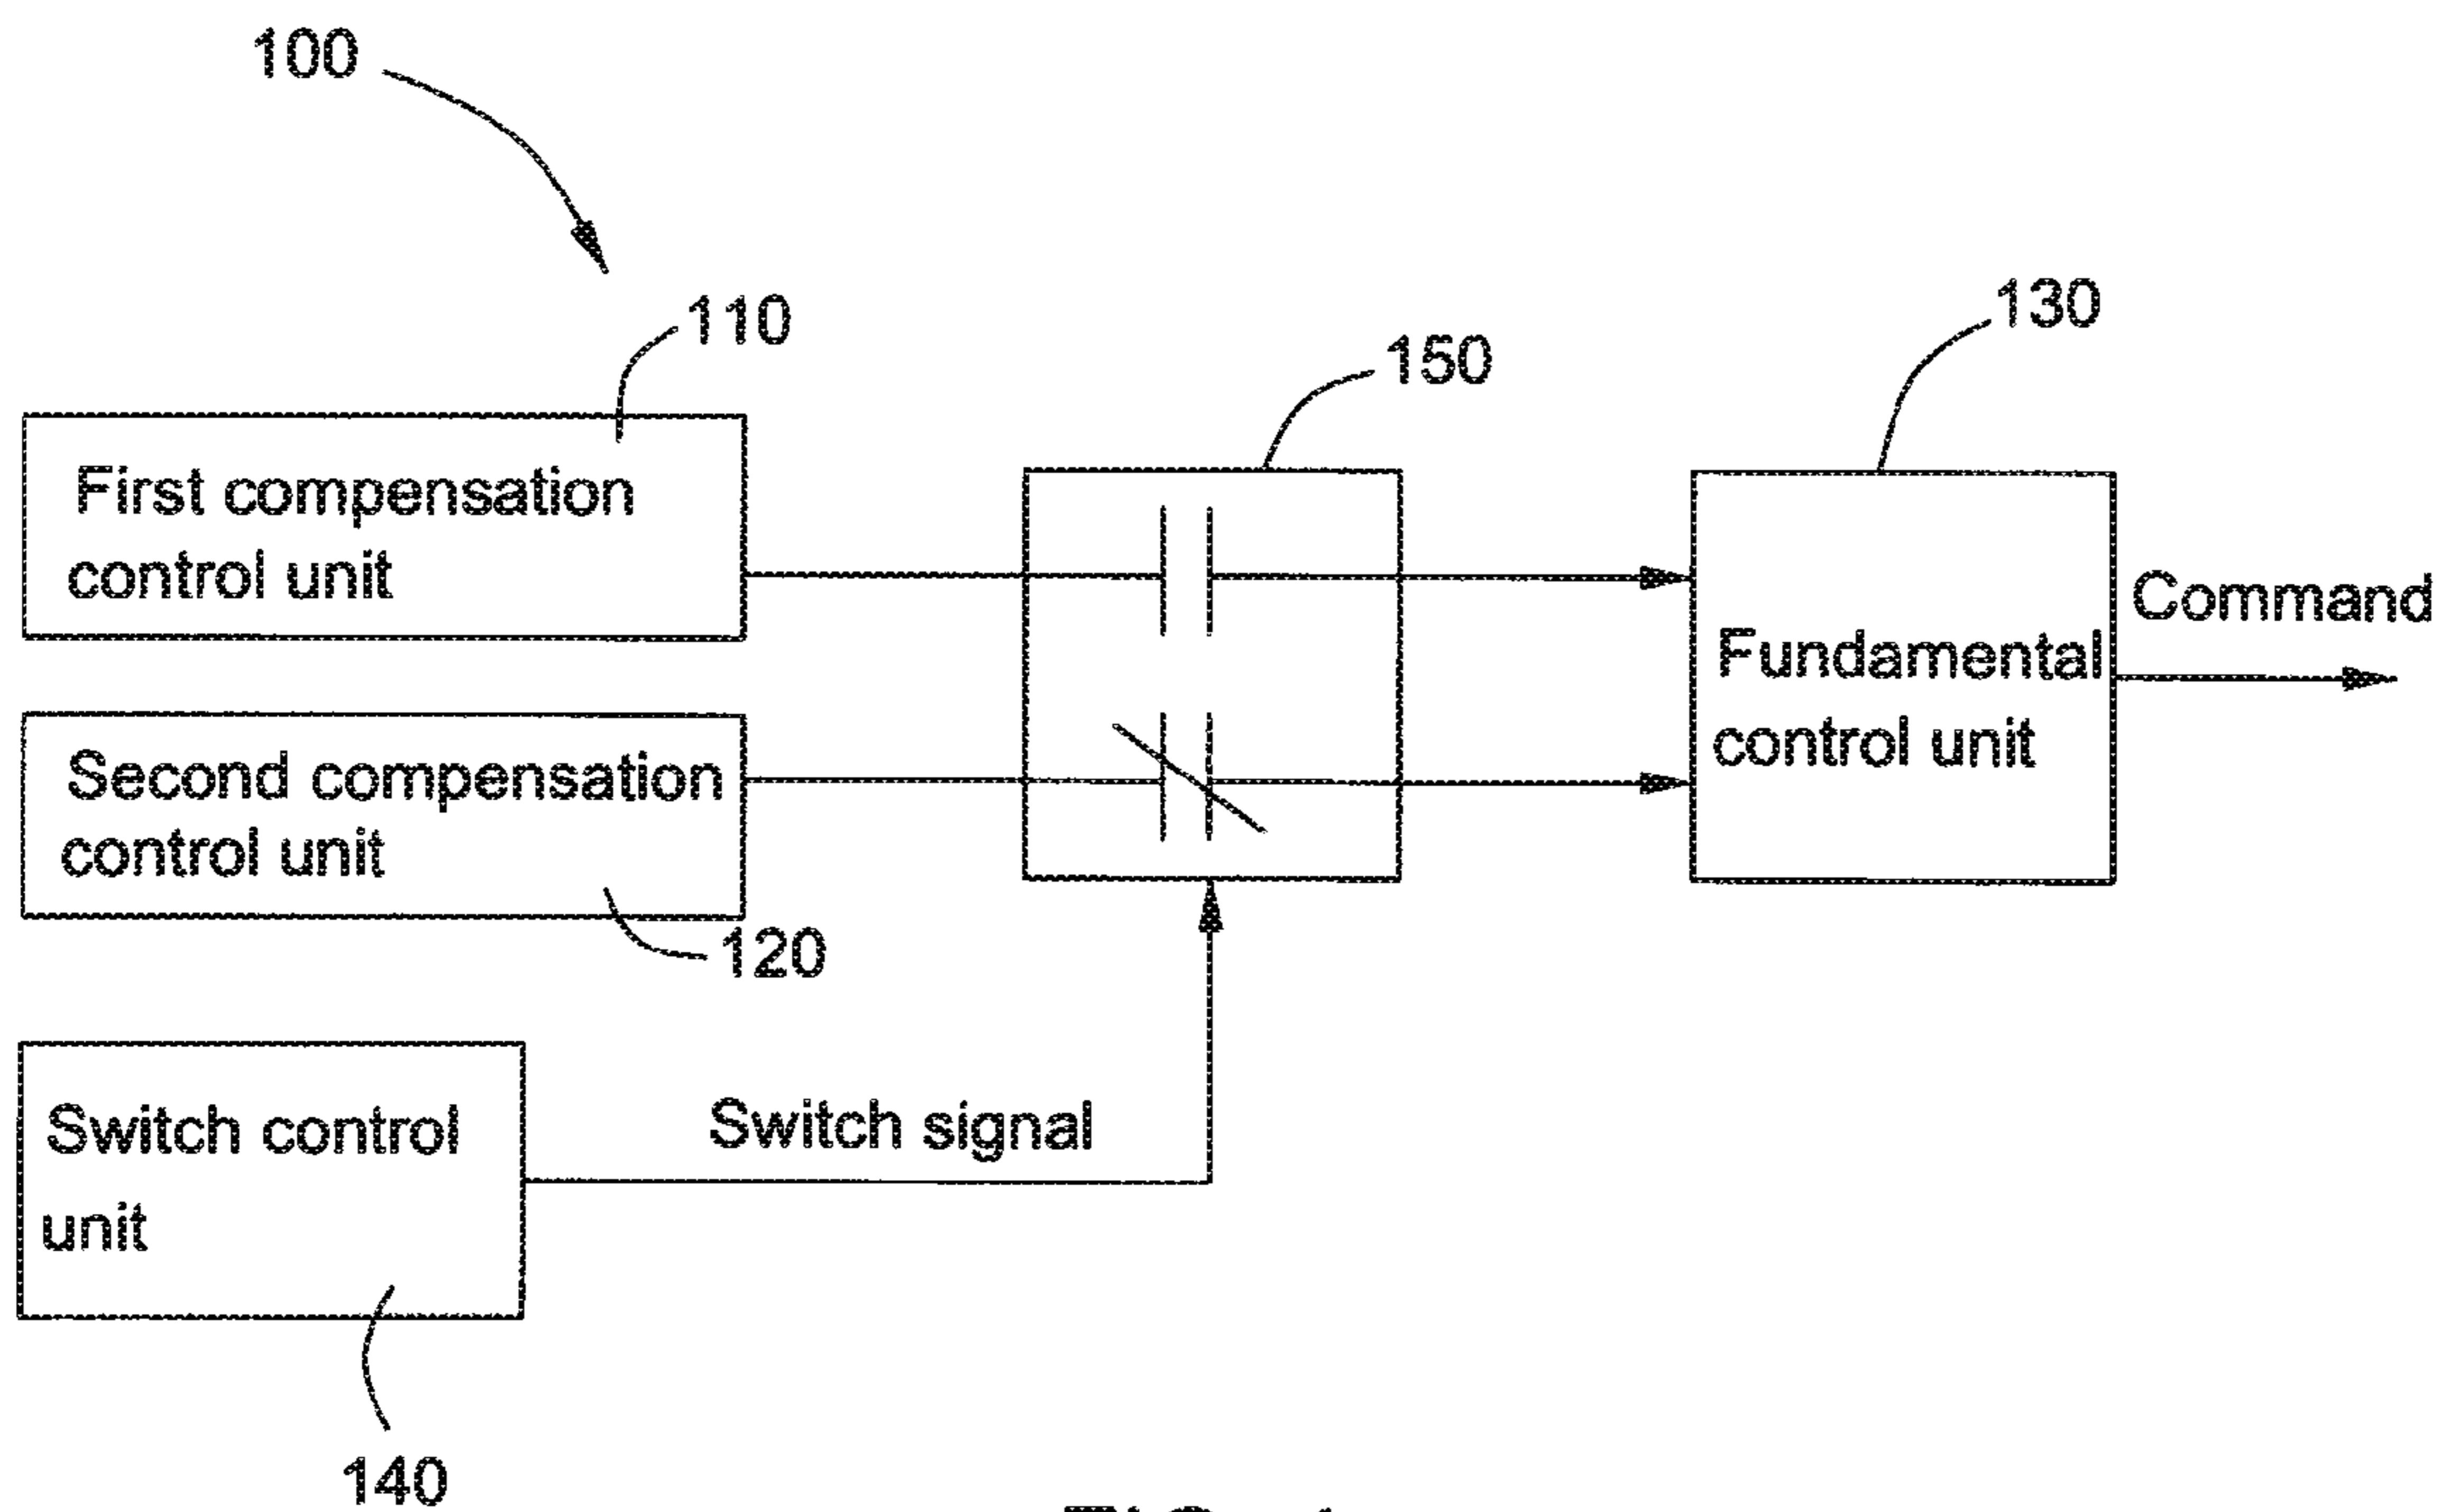 100
110
130
150
First compensation
control unit
Command
Fundamental
control unit
Second compensation
control unit
120
Switch control
unit
Switch signal
140